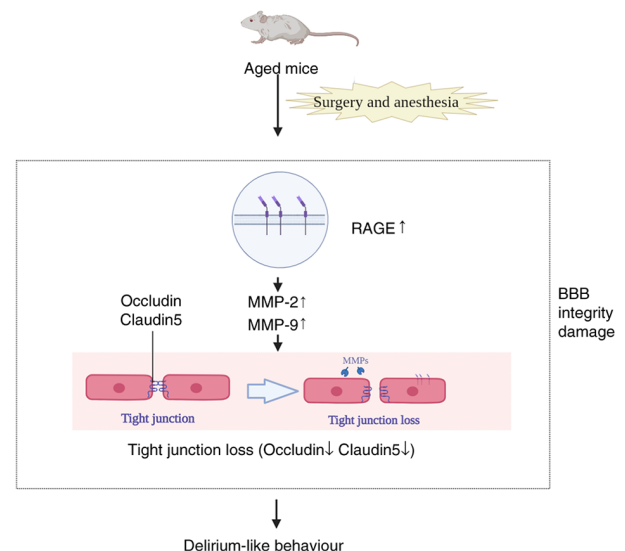 Aged mice
Surgery and anesthesia
RAGE↑
Occludin
Claudin5
MMP-2↑
MMP-9↑
BBB
integrity
damage
MMPs
Tight junction
Tight junction loss
Tight junction loss (Occludin↓ Claudin5↓)
Delirium-like behaviour